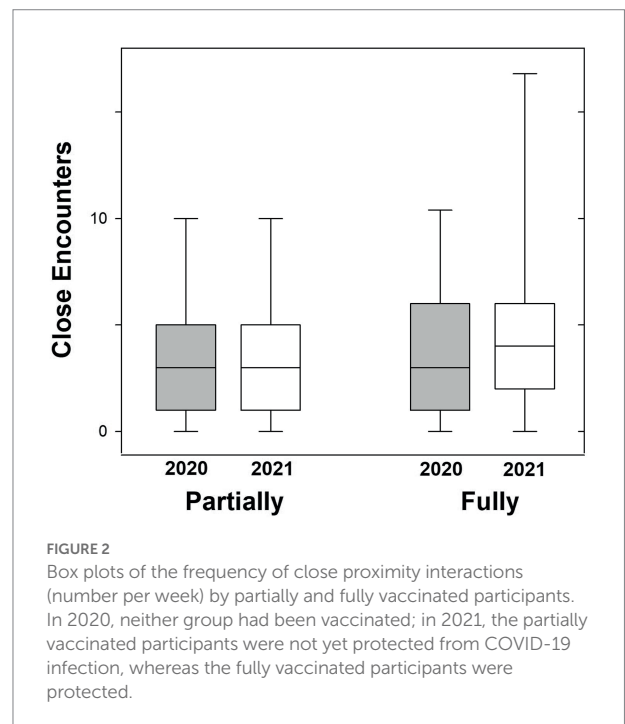 Close Encounters
10
0
2020 2021 2020 2021
Partially Fully
FIGURE 2
Box plots of the frequency of close proximity interactions
(number per week) by partially and fully vaccinated participants.
In 2020, neither group had been vaccinated; in 2021, the partially
vaccinated participants were not yet protected from COVID-19
infection, whereas the fully vaccinated participants were
protected.